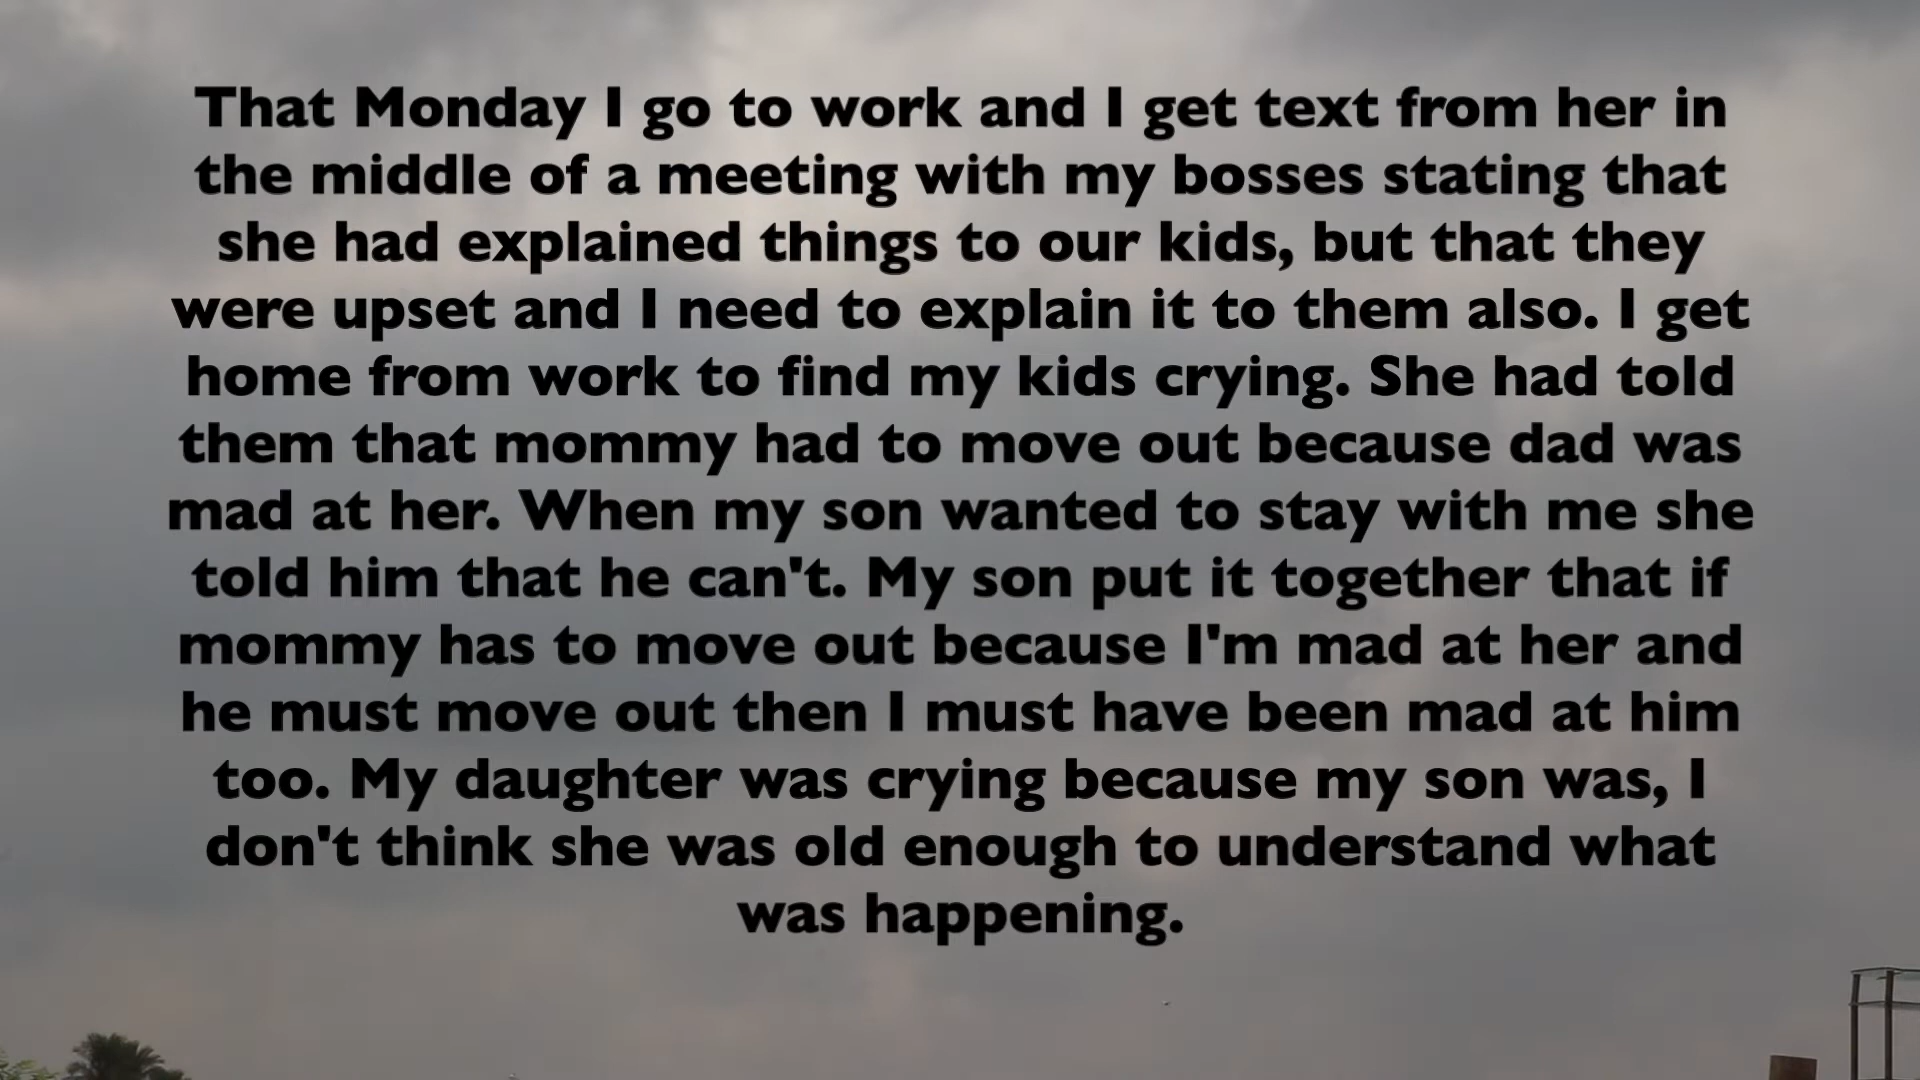 That Monday I go to work and I get text from her in
the middle of a meeting with my bosses stating that
she had explained things to our kids, but that they
were upset and I need to explain it to them also. I get
home from work to find my kids crying. She had told
them that mommy had to move out because dad was
mad at her. When my son wanted to stay with me she
told him that he can't. My son put it together that if
mommy has to move out because I'm mad at her and
he must move out then I must have been mad at him
too. My daughter was crying because my son was, I
don't think she was old enough to understand what
was happening.